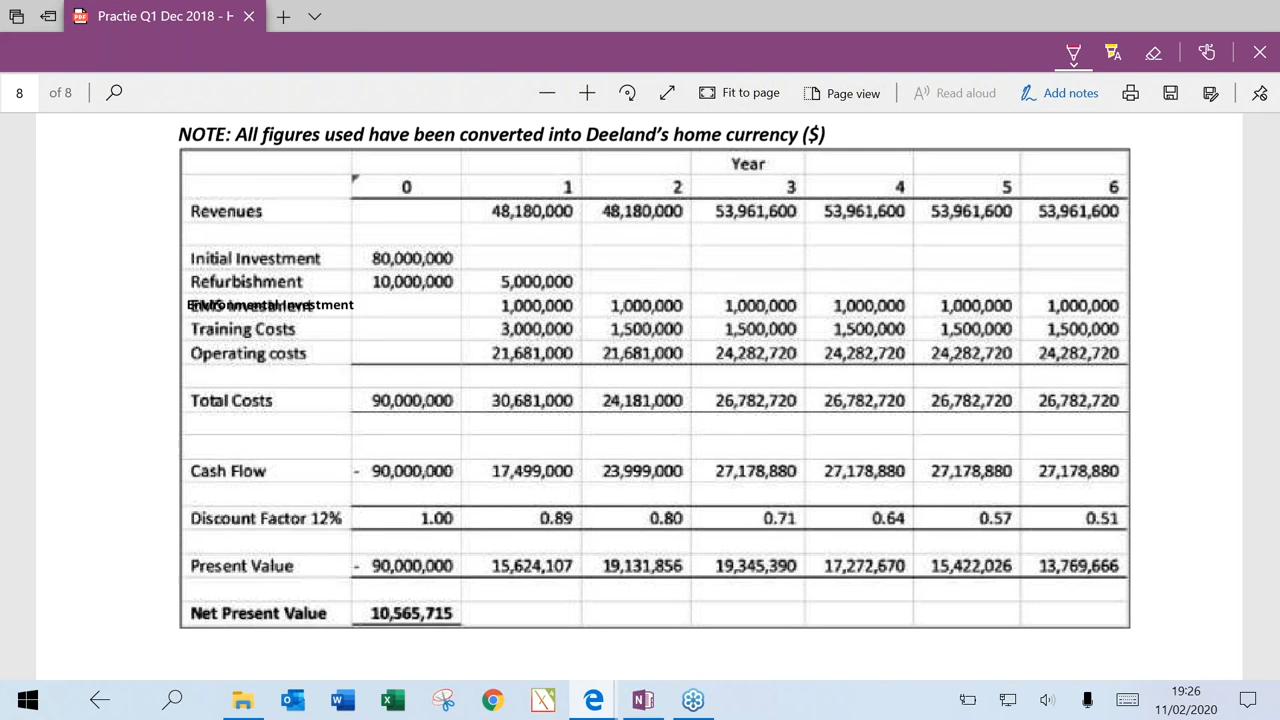 Practie Q1 Dec 2018 - H
8 of 8 Fit to page Page view Read aloud Add notes
NOTE: All figures used have been converted into Deeland's home currency ($)
Year
0 1 2 3 4 5 6
Revenues 48,180,000 48,180,000 53,961,600 53,961,600 53,961,600 53,961,600
Initial Investment 80,000,000
Refurbishment 10,000,000 5,000,000
Environmental Investment 1,000,000 1,000,000 1,000,000 1,000,000 1,000,000 1,000,000
Training Costs 3,000,000 1,500,000 1,500,000 1,500,000 1,500,000 1,500,000
Operating costs 21,681,000 21,681,000 24,282,720 24,282,720 24,282,720 24,282,720
Total Costs 90,000,000 30,681,000 24,181,000 26,782,720 26,782,720 26,782,720 26,782,720
Cash Flow - 90,000,000 17,499,000 23,999,000 27,178,880 27,178,880 27,178,880 27,178,880
Discount Factor 12% 1.00 0.89 0.80 0.71 0.64 0.57 0.51
Present Value - 90,000,000 15,624,107 19,131,856 19,345,390 17,272,670 15,422,026 13,769,666
Net Present Value 10,565,715
19:26
11/02/2020